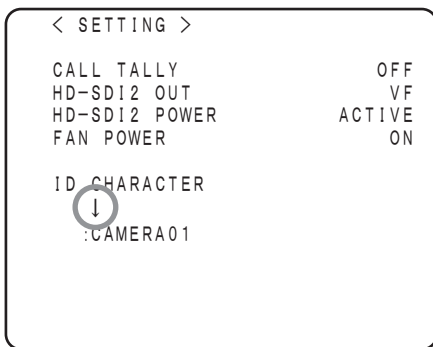 < SETTING >
CALL TALLY OFF
HD-SDI2 OUT VF
HD-SDI2 POWER ACTIVE
FAN POWER ON
ID CHARACTER
↓
:CAMERA01